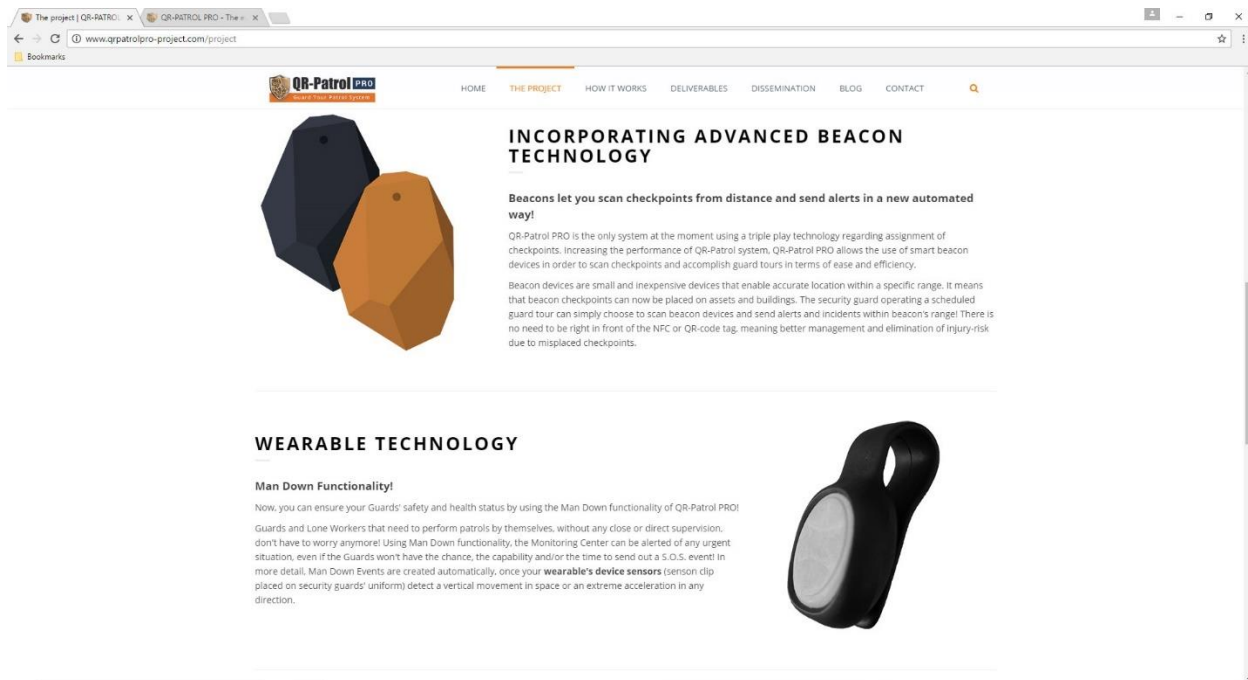 The project | QR-PATROL
QR-PATROL PRO - The n
www.qrpatrolpro-project.com/project
Bookmarks
QR-Patrol PRO
Guard Tour Patrol System
HOME
THE PROJECT
HOW IT WORKS
DELIVERABLES
DISSEMINATION
BLOG
CONTACT
INCORPORATING ADVANCED BEACON
TECHNOLOGY
Beacons let you scan checkpoints from distance and send alerts in a new automated
way!
QR-Patrol PRO is the only system at the moment using a triple play technology regarding assignment of
checkpoints. Increasing the performance of QR-Patrol system, QR-Patrol PRO allows the use of smart beacon
devices in order to scan checkpoints and accomplish guard tours in terms of ease and efficiency.
Beacon devices are small and inexpensive devices that enable accurate location within a specific range. It means
that beacon checkpoints can now be placed on assets and buildings. The security guard operating a scheduled
guard tour can simply choose to scan beacon devices and send alerts and incidents within beacon's range! There is
no need to be right in front of the NFC or QR-code tag, meaning better management and elimination of injury-risk
due to misplaced checkpoints.
WEARABLE TECHNOLOGY
Man Down Functionality!
Now, you can ensure your Guards' safety and health status by using the Man Down functionality of QR-Patrol PRO!
Guards and Lone Workers that need to perform patrols by themselves, without any close or direct supervision,
don't have to worry anymore! Using Man Down functionality, the Monitoring Center can be alerted of any urgent
situation, even if the Guards won't have the chance, the capability and/or the time to send out a S.O.S. event! In
more detail, Man Down Events are created automatically, once your wearable's device sensors (senson clip
placed on security guards' uniform) detect a vertical movement in space or an extreme acceleration in any
direction.